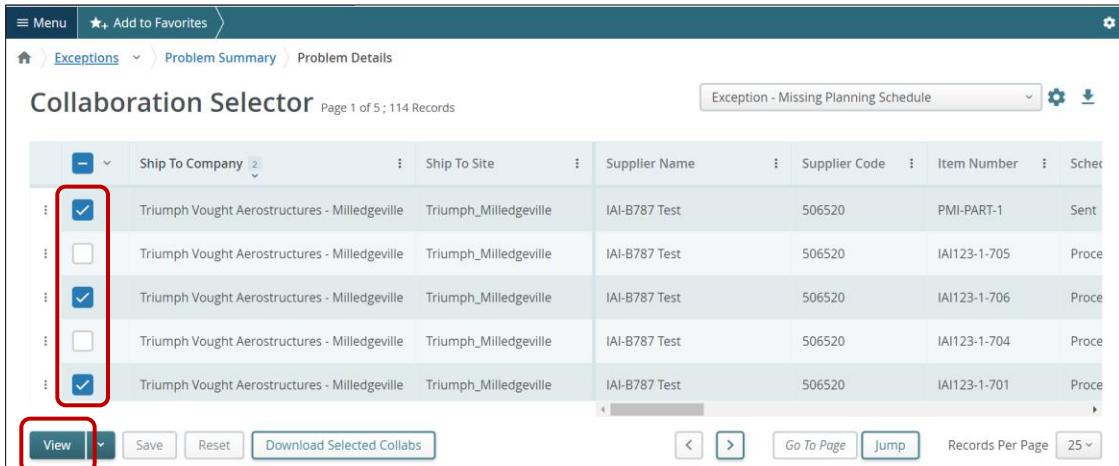 Menu Add to Favorites
Exceptions Problem Summary Problem Details
Collaboration Selector Page 1 of 5 ; 114 Records Exception - Missing Planning Schedule
Ship To Company 2 Ship To Site Supplier Name Supplier Code Item Number Sched
Triumph Vought Aerostructures - Milledgeville Triumph_Milledgeville IAI-B787 Test 506520 PMI-PART-1 Sent
Triumph Vought Aerostructures - Milledgeville Triumph_Milledgeville IAI-B787 Test 506520 IAI123-1-705 Proce
Triumph Vought Aerostructures - Milledgeville Triumph_Milledgeville IAI-B787 Test 506520 IAI123-1-706 Proce
Triumph Vought Aerostructures - Milledgeville Triumph_Milledgeville IAI-B787 Test 506520 IAI123-1-704 Proce
Triumph Vought Aerostructures - Milledgeville Triumph_Milledgeville IAI-B787 Test 506520 IAI123-1-701 Proce
View Save Reset Download Selected Collabs Go To Page Jump Records Per Page 25